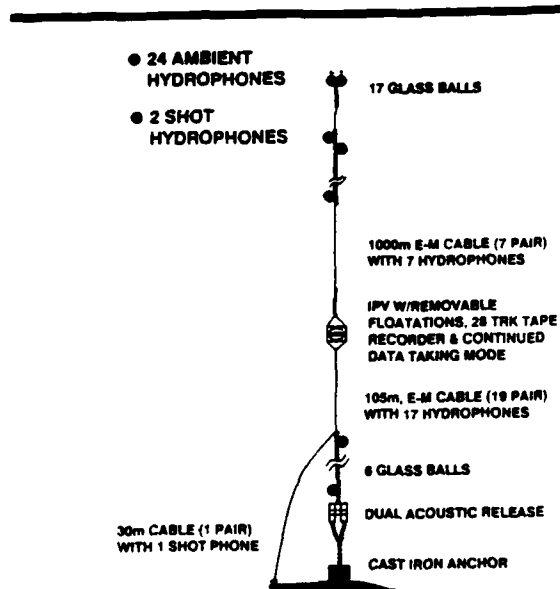 24 AMBIENT
HYDROPHONES
2 SHOT
HYDROPHONES
17 GLASS BALLS
1000m E-M CABLE (7 PAIR)
WITH 7 HYDROPHONES
IPV W/REMOVABLE
FLOATATIONS, 28 TRK TAPE
RECORDER & CONTINUED
DATA TAKING MODE
105m, E-M CABLE (19 PAIR)
WITH 17 HYDROPHONES
6 GLASS BALLS
DUAL ACOUSTIC RELEASE
30m CABLE (1 PAIR)
WITH 1 SHOT PHONE
CAST IRON ANCHOR